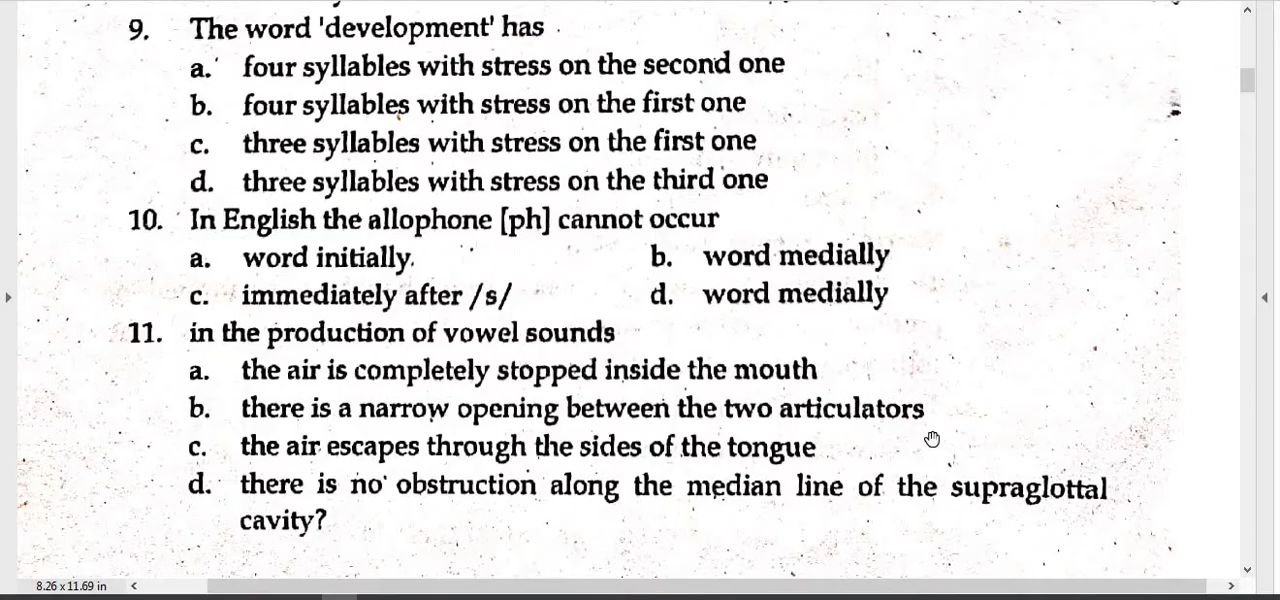 9. The word 'development' has
a. four syllables with stress on the second one
b. four syllables with stress on the first one
c. three syllables with stress on the first one
d. three syllables with stress on the third one
10. In English the allophone [ph] cannot occur
a. word initially. b. word medially
c. immediately after /s/ d. word medially
11. in the production of vowel sounds
a. the air is completely stopped inside the mouth
b. there is a narrow opening between the two articulators
c. the air escapes through the sides of the tongue
d. there is no obstruction along the median line of the supraglottal
cavity?
8.26 x 11.69 in